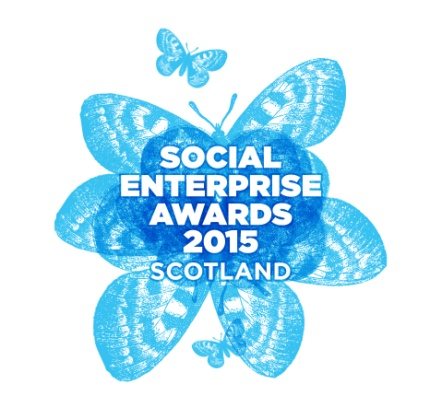 SOCIAL
ENTERPRISE
AWARDS
2015
SCOTLAND